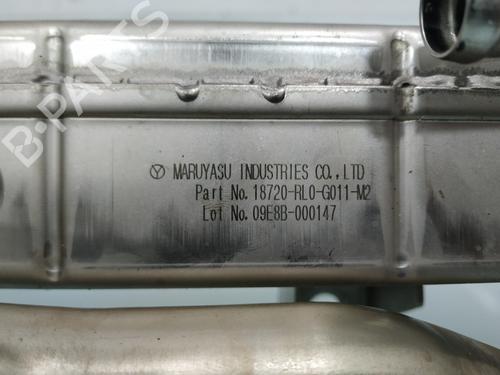 B-PARTS
MARUYASU INDUSTRIES CO.,LTD
Part No.18720-RL0-G011-M2
Lot No.09E8B-000147